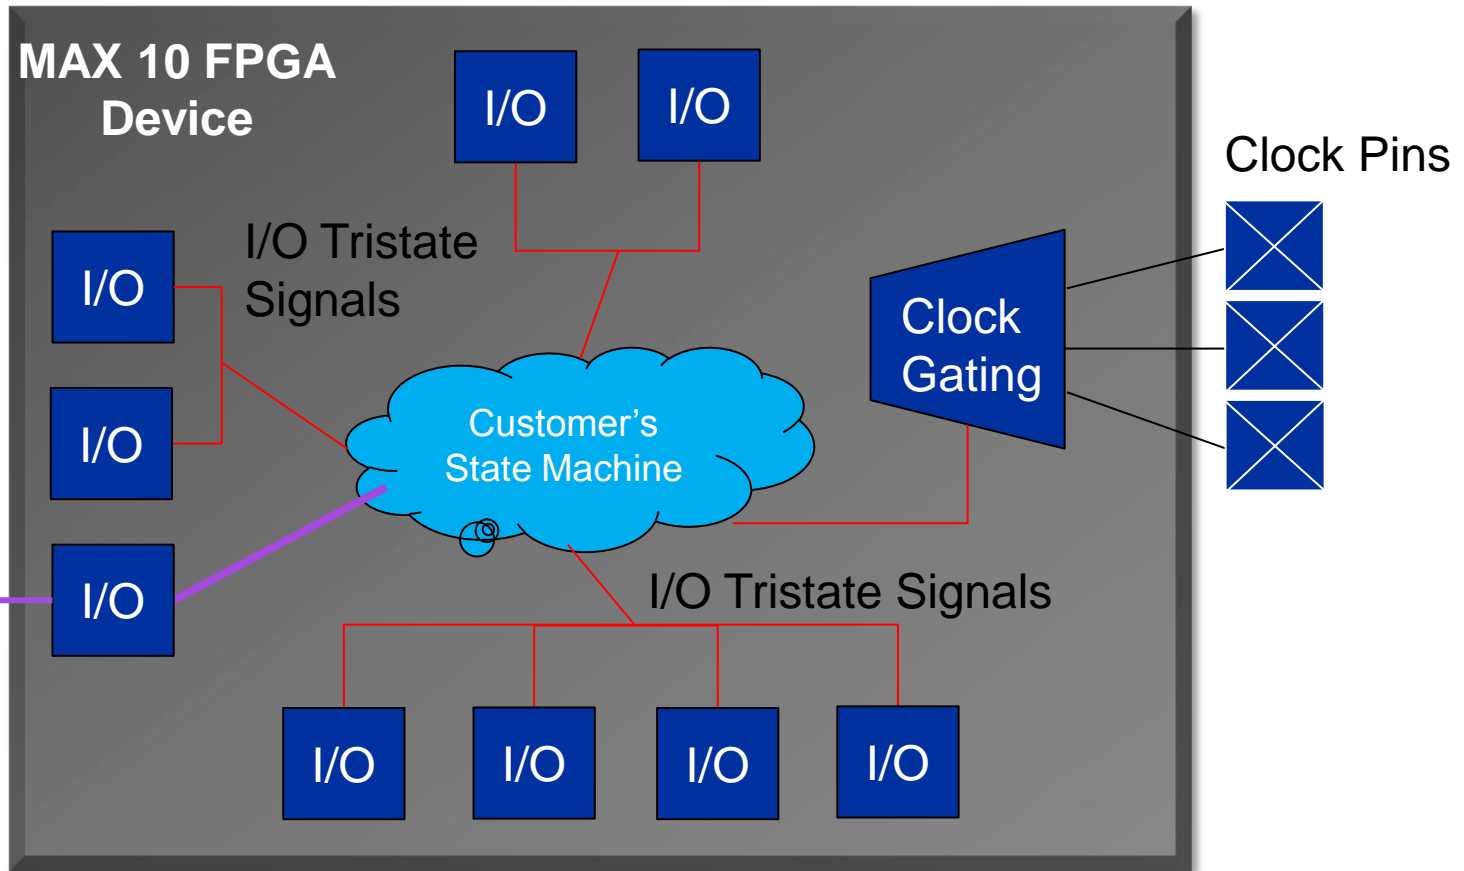 MAX 10 FPGA
Device
I/O
I/O
Clock Pins
I/O Tristate
Signals
I/O
Clock
Gating
I/O
Customer’s
State Machine
I/O
I/O Tristate Signals
I/O
I/O
I/O
I/O